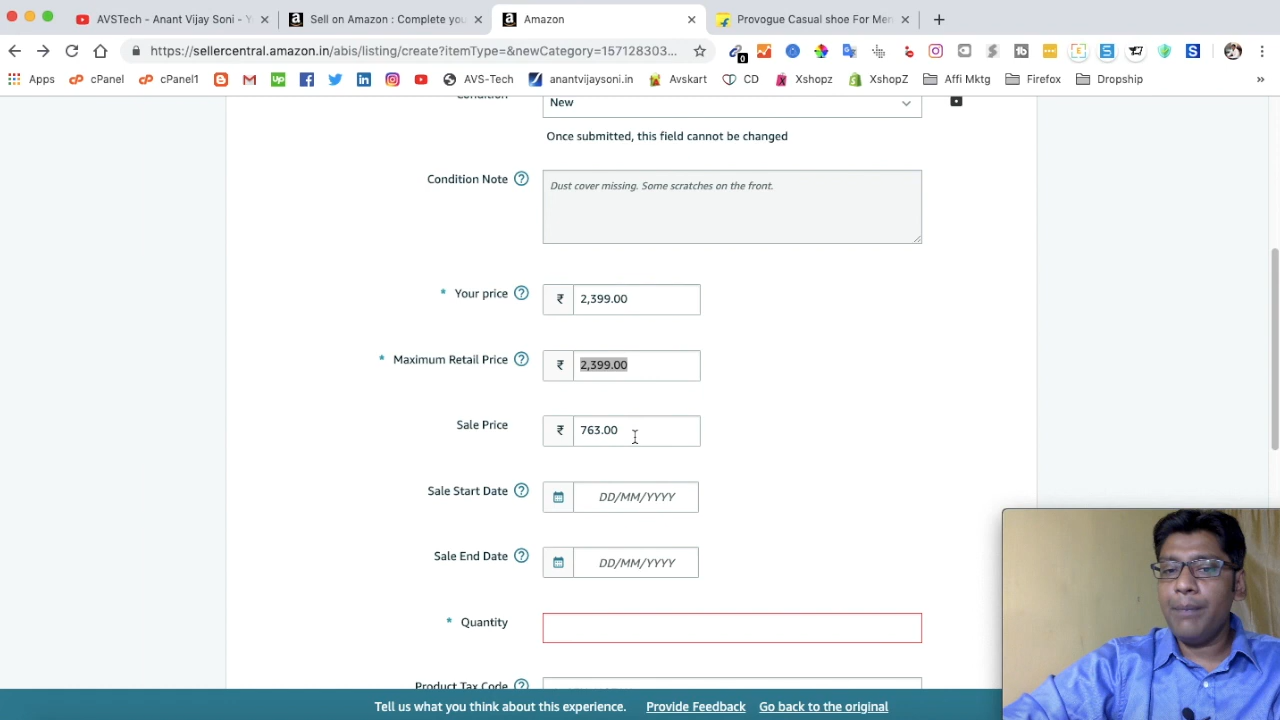 AVSTech - Anant Vijay Soni - Y
Sell on Amazon : Complete you
Amazon
Provogue Casual shoe For Men
https://sellercentral.amazon.in/abis/listing/create?itemType=&newCategory=157128303...
0
Apps
cPanel
cPanel1
AVS-Tech
anantvijaysoni.in
Avskart
CD
Xshopz
XshopZ
Affi Mktg
Firefox
Dropship
»
Condition
New
Once submitted, this field cannot be changed
Condition Note
Dust cover missing. Some scratches on the front.
* Your price
₹ 2,399.00
* Maximum Retail Price
₹ 2,399.00
Sale Price
₹ 763.00
Sale Start Date
DD/MM/YYYY
Sale End Date
DD/MM/YYYY
* Quantity
Product Tax Code
Tell us what you think about this experience. Provide Feedback Go back to the original